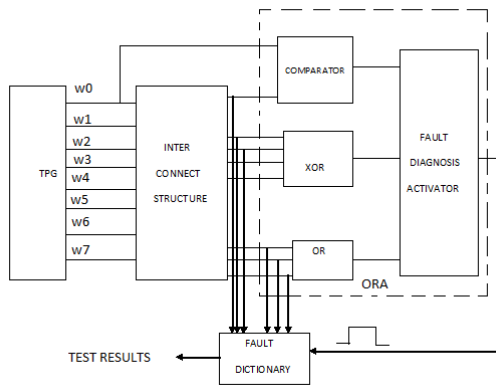 TPG
w0
w1
w2
w3
w4
w5
w6
w7
INTER
CONNECT
STRUCTURE
COMPARATOR
XOR
OR
FAULT
DIAGNOSIS
ACTIVATOR
ORA
FAULT
DICTIONARY
TEST RESULTS